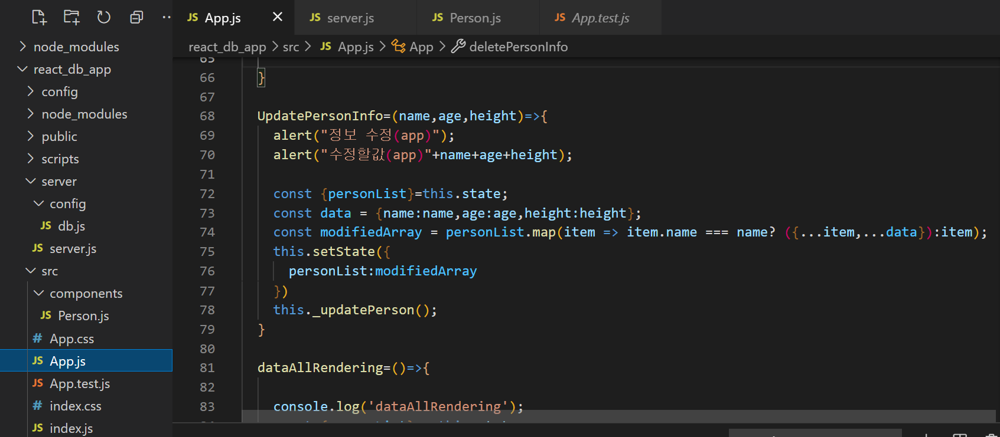 JS App.js
JS server.js
JS Person.js
JS App.test.js
react_db_app > src > JS App.js > App > deletePersonInfo
node_modules
react_db_app
config
node_modules
public
scripts
server
config
JS db.js
JS server.js
src
components
JS Person.js
# App.css
JS App.js
JS App.test.js
# index.css
JS index.js
65
66 }
67
68 UpdatePersonInfo=(name,age,height)=>{
69 alert("정보 수정(app)");
70 alert("수정할값(app)"+name+age+height);
71
72 const {personList}=this.state;
73 const data = {name:name,age:age,height:height};
74 const modifiedArray = personList.map(item => item.name === name? ({...item,...data}):item);
75 this.setState({
76 personList:modifiedArray
77 })
78 this._updatePerson();
79 }
80
81 dataAllRendering=()=>{
82
83 console.log('dataAllRendering');